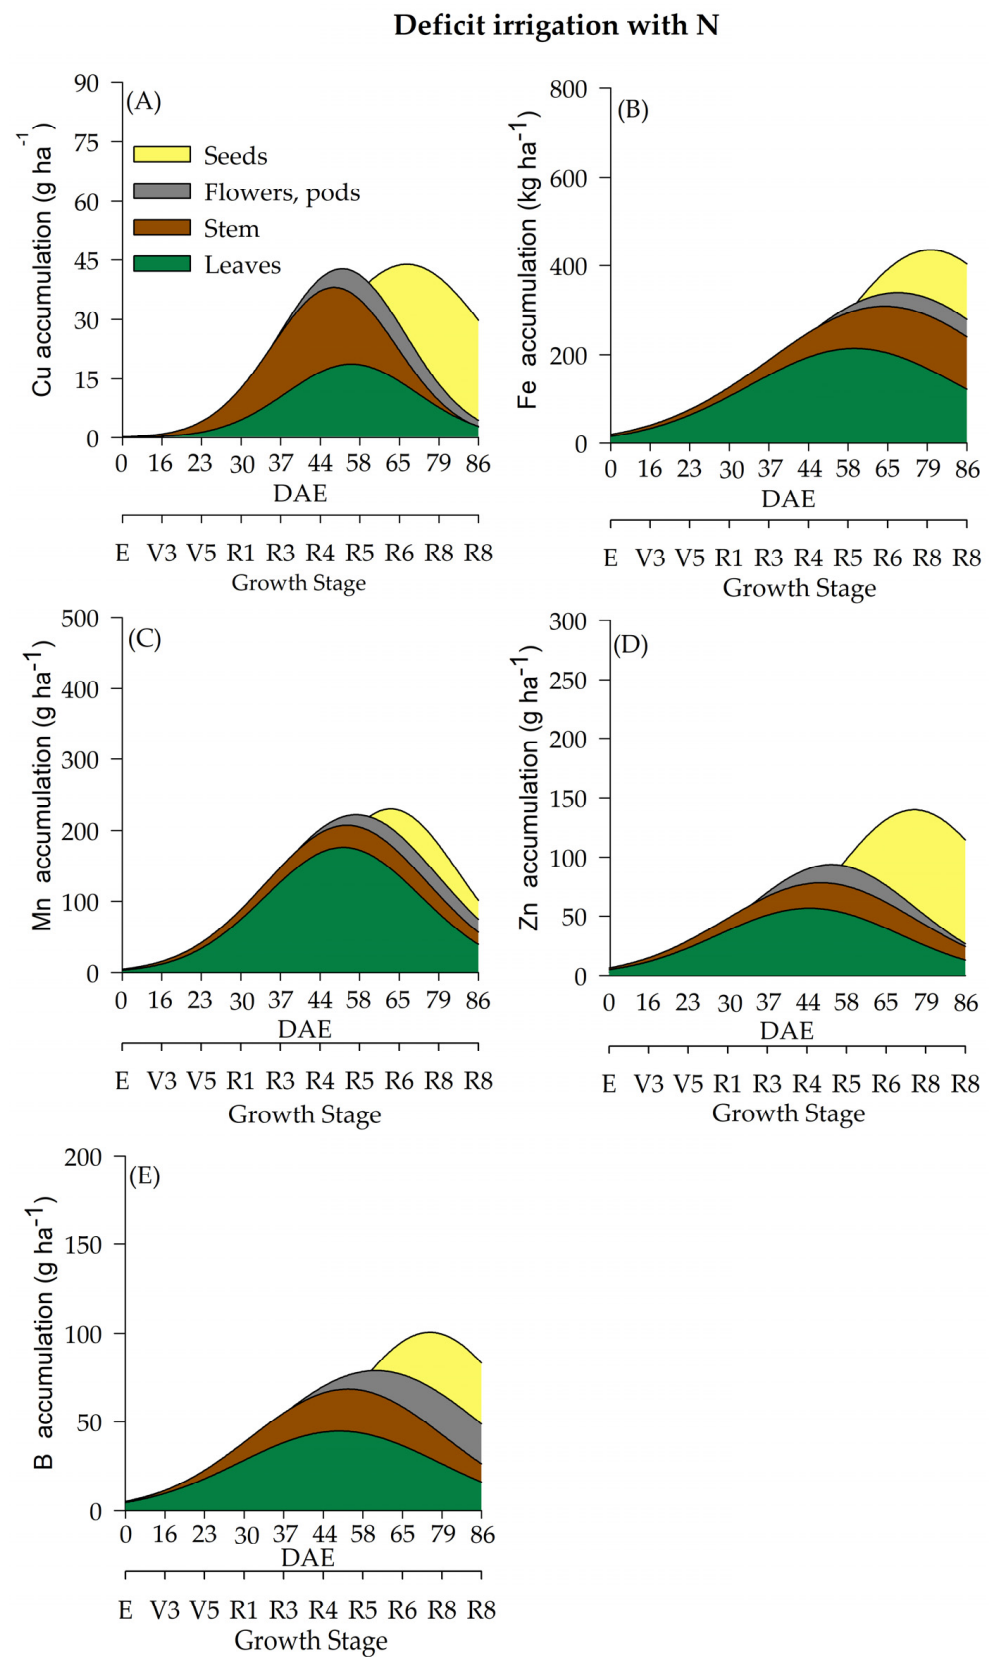 Deficit irrigation with N
(A)
Cu accumulation (g ha-1)
90
75
60
45
30
15
0
Seeds
Flowers, pods
Stem
Leaves
0 16 23 30 37 44 58 65 79 86
DAE
E V3 V5 R1 R3 R4 R5 R6 R8 R8
Growth Stage
(B)
Fe accumulation (kg ha-1)
800
600
400
200
0
0 16 23 30 37 44 58 65 79 86
DAE
E V3 V5 R1 R3 R4 R5 R6 R8 R8
Growth Stage
(C)
Mn accumulation (g ha-1)
500
400
300
200
100
0
0 16 23 30 37 44 58 65 79 86
DAE
E V3 V5 R1 R3 R4 R5 R6 R8 R8
Growth Stage
(D)
Zn accumulation (g ha-1)
300
250
200
150
100
50
0
0 16 23 30 37 44 58 65 79 86
DAE
E V3 V5 R1 R3 R4 R5 R6 R8 R8
Growth Stage
(E)
B accumulation (g ha-1)
200
150
100
50
0
0 16 23 30 37 44 58 65 79 86
DAE
E V3 V5 R1 R3 R4 R5 R6 R8 R8
Growth Stage